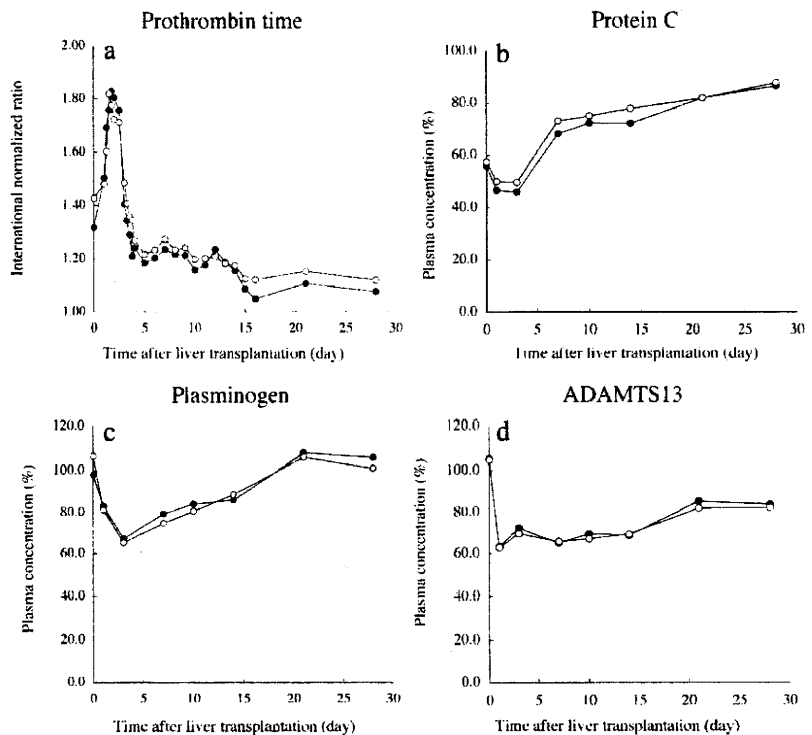 Prothrombin time
a
International normalized ratio
2.00
1.80
1.60
1.40
1.20
1.00
0 5 10 15 20 25 30
Time after liver transplantation (day)
Protein C
b
Plasma concentration (%)
100.0
80.0
60.0
40.0
20.0
0.0
0 5 10 15 20 25 30
Time after liver transplantation (day)
Plasminogen
c
Plasma concentration (%)
120.0
100.0
80.0
60.0
40.0
20.0
0.0
0 5 10 15 20 25 30
Time after liver transplantation (day)
ADAMTS13
d
Plasma concentration (%)
120.0
100.0
80.0
60.0
40.0
20.0
0.0
0 5 10 15 20 25 30
Time after liver transplantation (day)